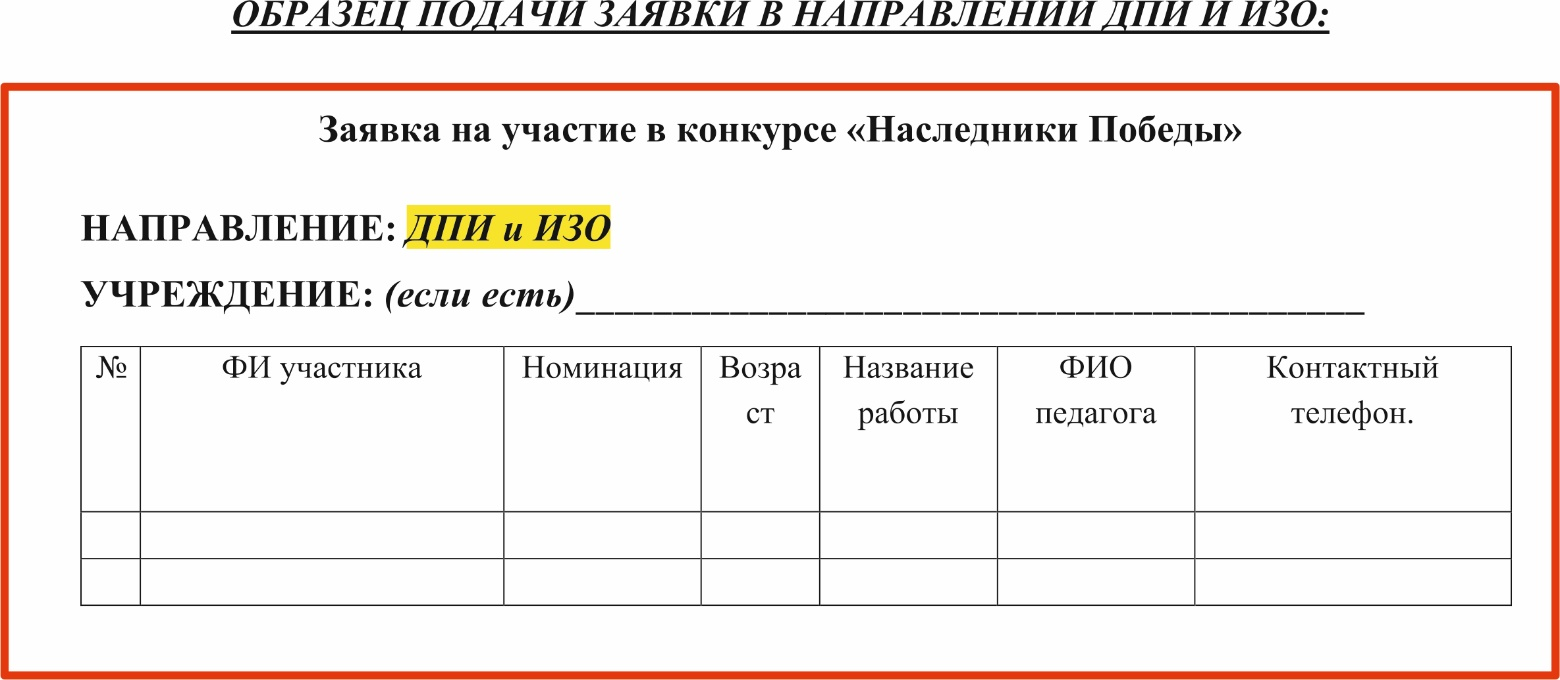 ОБРАЗЕЦ ПОДАЧИ ЗАЯВКИ В НАПРАВЛЕНИИ ДПИ И ИЗО:
Заявка на участие в конкурсе «Наследники Победы»
НАПРАВЛЕНИЕ: ДПИ и ИЗО
УЧРЕЖДЕНИЕ: (если есть)_________________________________________
№ ФИ участника Номинация Возра Название ФИО Контактный
ст работы педагога телефон.